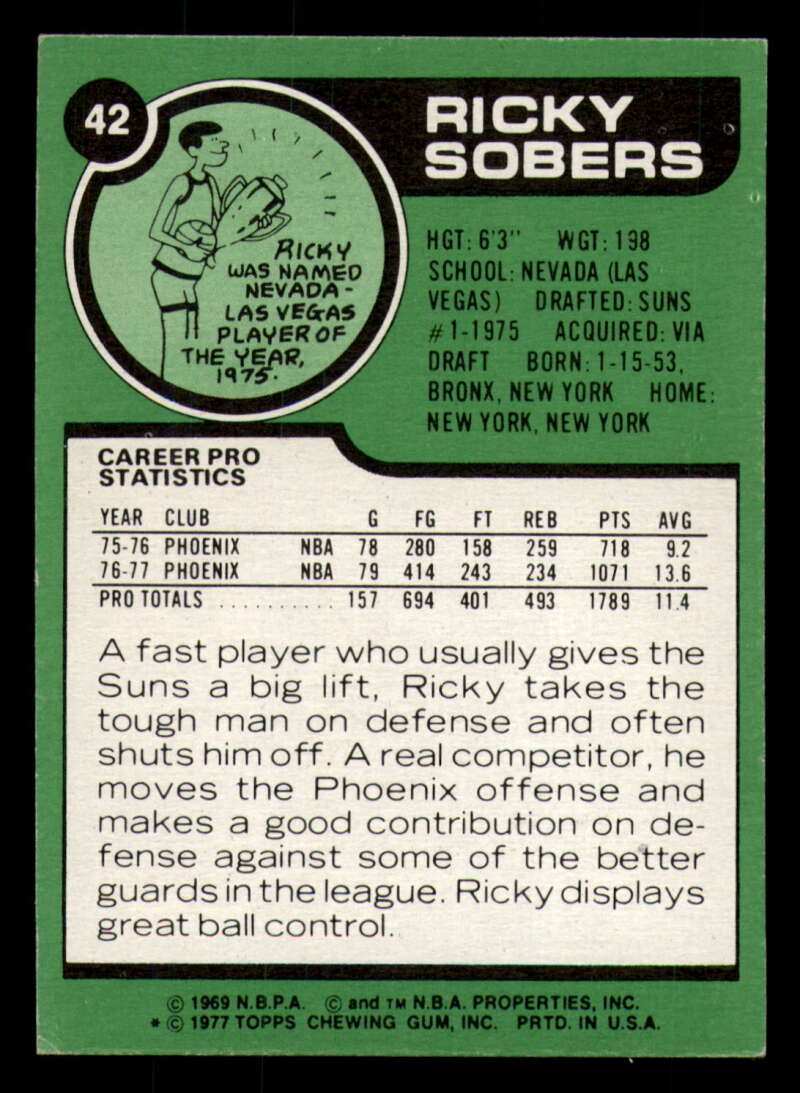 42
RICKY
SOBERS
RICKY
WAS NAMED
NEVADA-
LAS VEGAS
PLAYER OF
THE YEAR,
1975.
HGT: 6'3" WGT: 198
SCHOOL: NEVADA (LAS
VEGAS) DRAFTED: SUNS
#1-1975 ACQUIRED: VIA
DRAFT BORN: 1-15-53,
BRONX, NEW YORK HOME:
NEW YORK, NEW YORK
CAREER PRO
STATISTICS
YEAR CLUB G FG FT REB PTS AVG
75-76 PHOENIX NBA 78 280 158 259 718 9.2
76-77 PHOENIX NBA 79 414 243 234 1071 13.6
PRO TOTALS .......... 157 694 401 493 1789 11.4
A fast player who usually gives the
Suns a big lift, Ricky takes the
tough man on defense and often
shuts him off. A real competitor, he
moves the Phoenix offense and
makes a good contribution on de-
fense against some of the better
guards in the league. Ricky displays
great ball control.
© 1969 N.B.P.A. © and TM N.B.A. PROPERTIES, INC.
* © 1977 TOPPS CHEWING GUM, INC. PRTD. IN U.S.A.